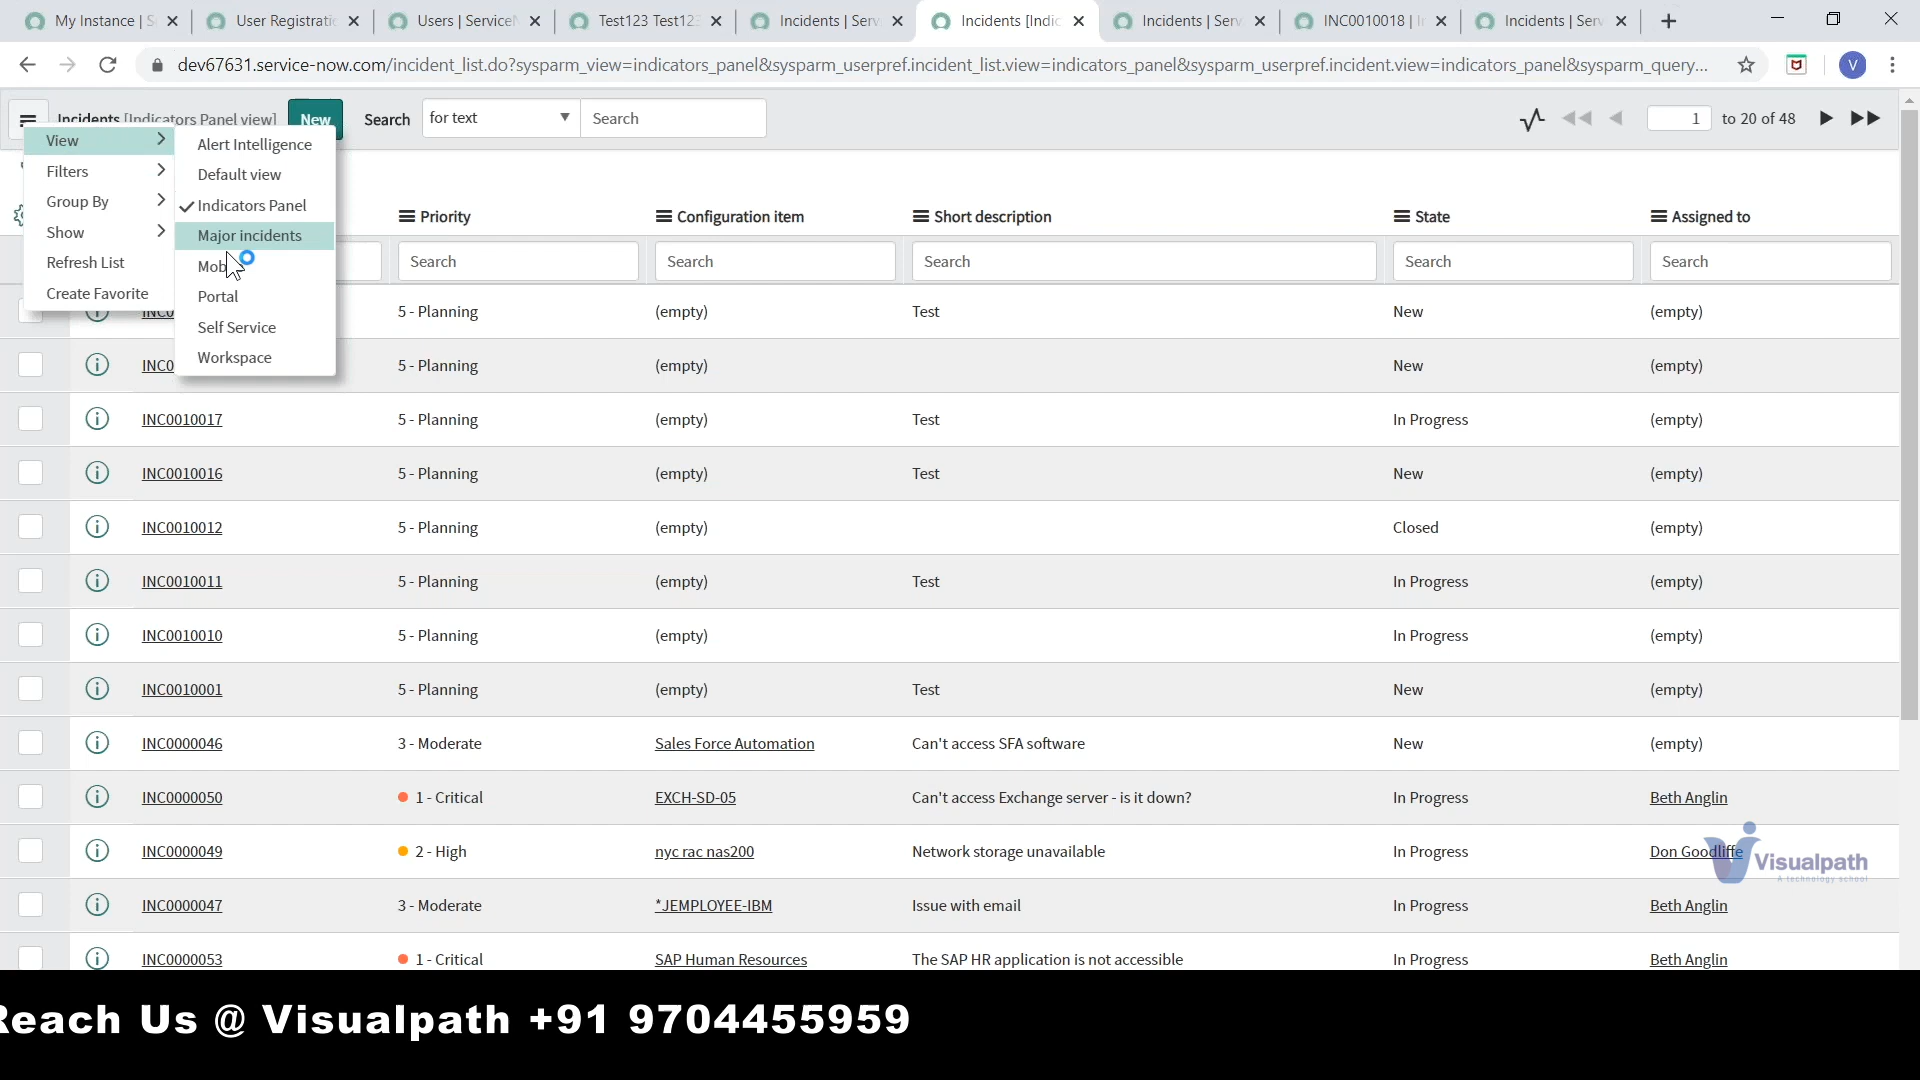 My Instance | S
User Registratio
Users | ServiceN
Test123 Test123
Incidents | Serv
Incidents [Indic
Incidents | Serv
INC0010018 | In
Incidents | Serv
dev67631.service-now.com/incident_list.do?sysparm_view=indicators_panel&sysparm_userpref.incident_list.view=indicators_panel&sysparm_userpref.incident.view=indicators_panel&sysparm_query...
V
Incidents [Indicators Panel view]
New
Search
for text
Search
1
to 20 of 48
View
Filters
Group By
Show
Refresh List
Create Favorite
Alert Intelligence
Default view
Indicators Panel
Major incidents
Mob
Portal
Self Service
Workspace
Priority Configuration item Short description State Assigned to
Search Search Search Search Search
5 - Planning (empty) Test New (empty)
INC0 5 - Planning (empty) New (empty)
INC0010017 5 - Planning (empty) Test In Progress (empty)
INC0010016 5 - Planning (empty) Test New (empty)
INC0010012 5 - Planning (empty) Closed (empty)
INC0010011 5 - Planning (empty) Test In Progress (empty)
INC0010010 5 - Planning (empty) In Progress (empty)
INC0010001 5 - Planning (empty) Test New (empty)
INC0000046 3 - Moderate Sales Force Automation Can't access SFA software New (empty)
INC0000050 1 - Critical EXCH-SD-05 Can't access Exchange server - is it down? In Progress Beth Anglin
INC0000049 2 - High nyc rac nas200 Network storage unavailable In Progress Don Goodliffe
INC0000047 3 - Moderate *JEMPLOYEE-IBM Issue with email In Progress Beth Anglin
INC0000053 1 - Critical SAP Human Resources The SAP HR application is not accessible In Progress Beth Anglin
Visualpath
A technology school
Reach Us @ Visualpath +91 9704455959